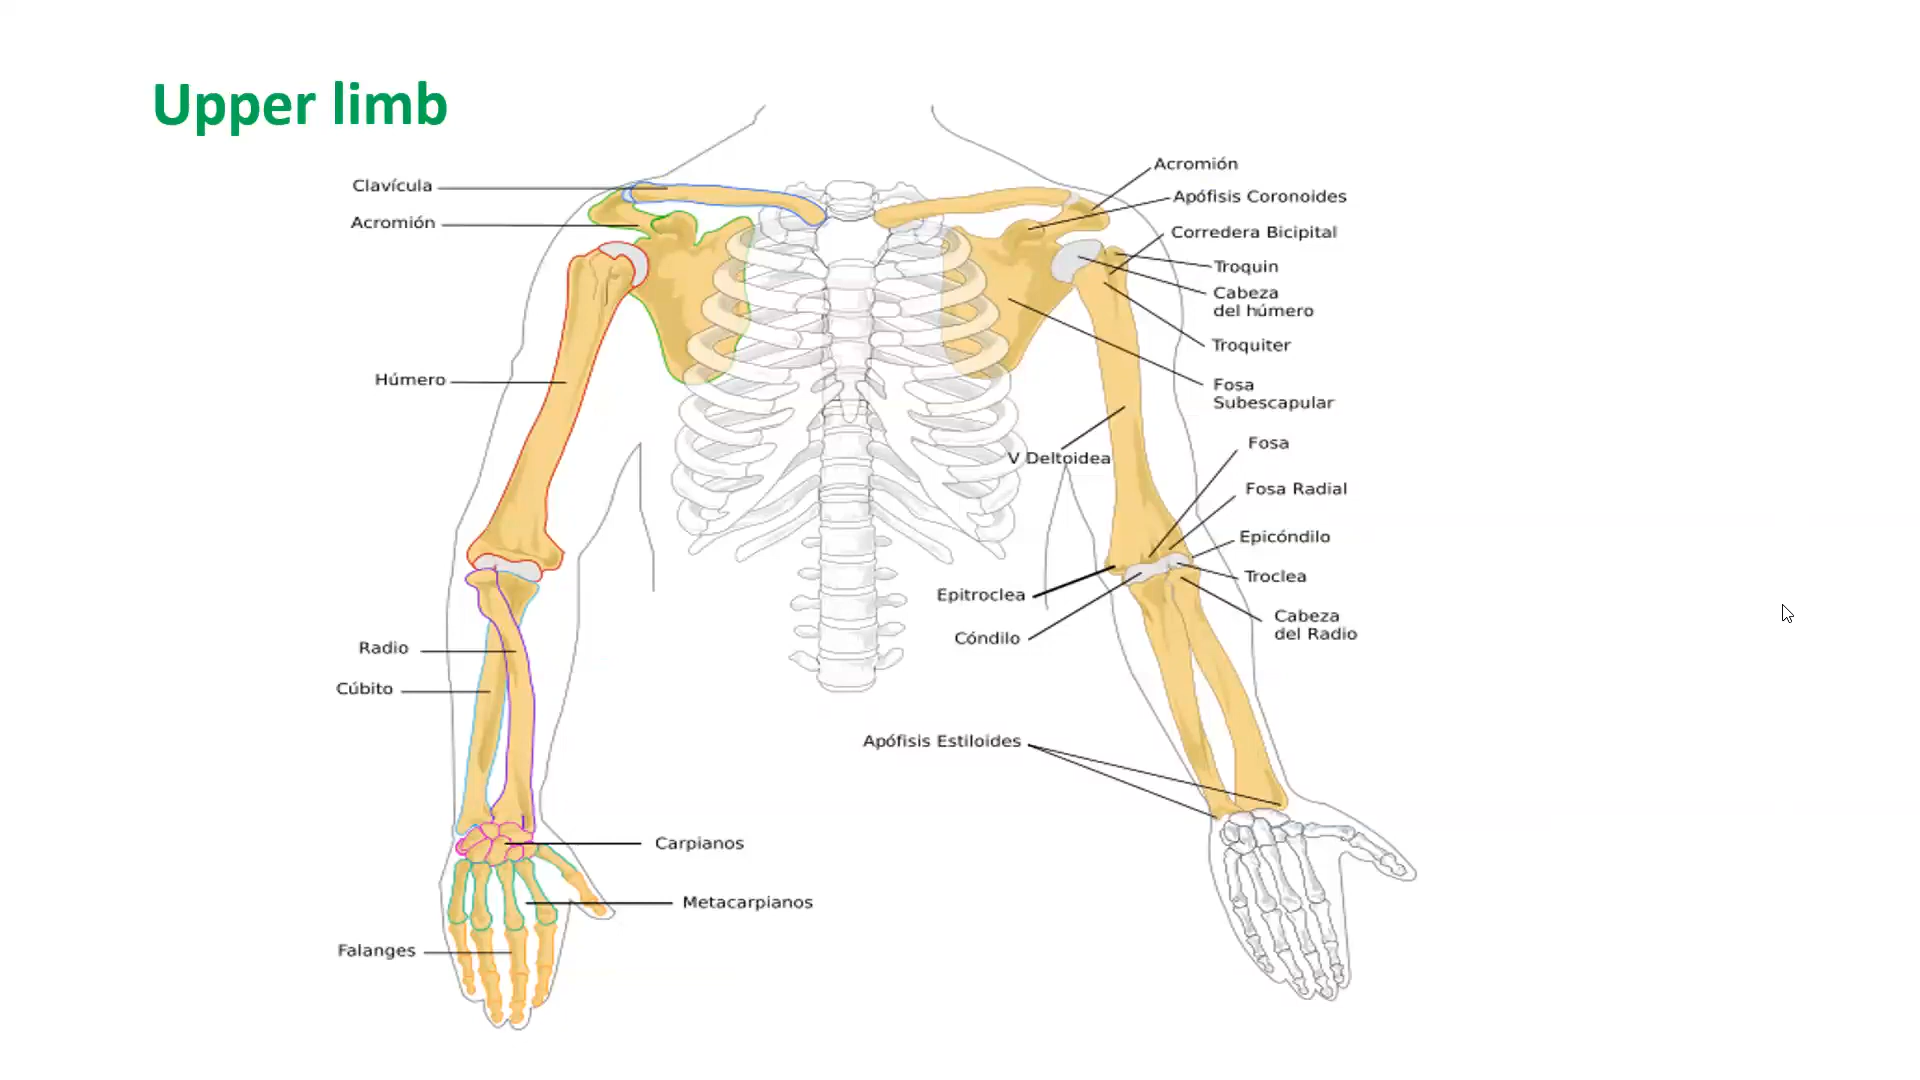 Upper limb
Clavícula
Acromión
Húmero
Radio
Cúbito
Carpianos
Metacarpianos
Falanges
Acromión
Apófisis Coronoides
Corredera Bicipital
Troquin
Cabeza
del húmero
Troquiter
Fosa
Subescapular
V Deltoidea
Fosa
Fosa Radial
Epicóndilo
Troclea
Cabeza
del Radio
Epitroclea
Cóndilo
Apófisis Estiloides